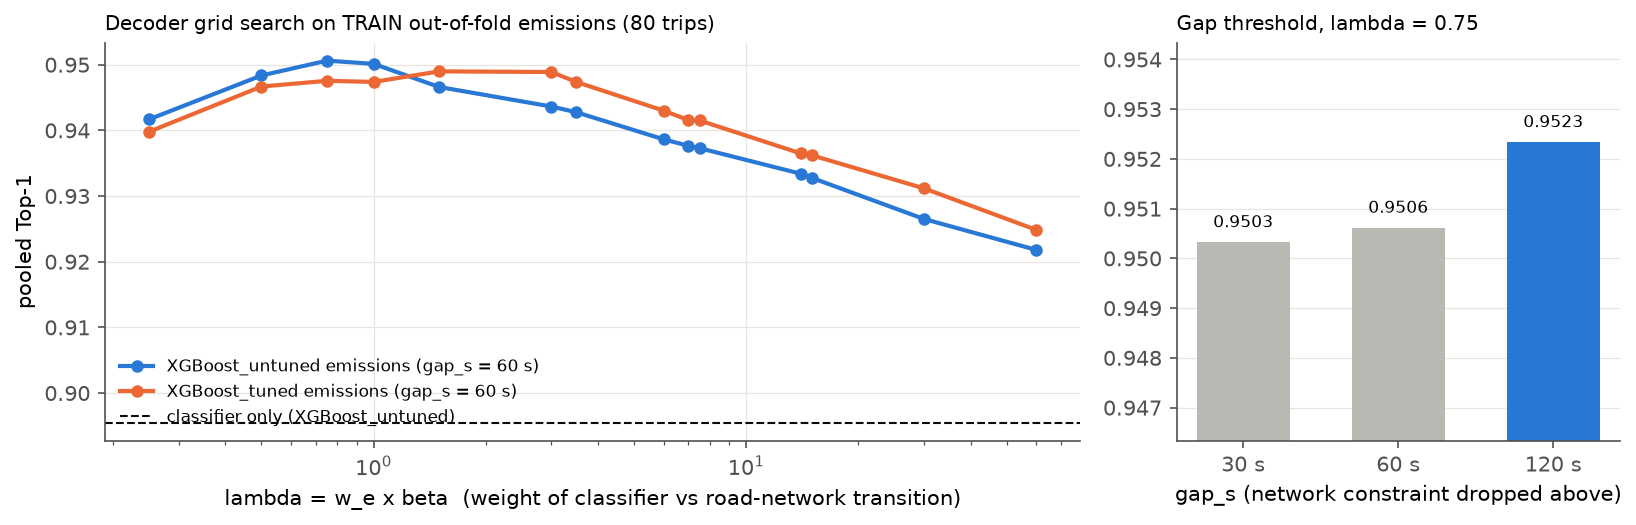 Decoder grid search on TRAIN out-of-fold emissions (80 trips)
pooled Top-1
0.95
0.94
0.93
0.92
0.91
0.90
XGBoost_untuned emissions (gap_s = 60 s)
XGBoost_tuned emissions (gap_s = 60 s)
classifier only (XGBoost_untuned)
10⁰
10¹
lambda = w_e x beta (weight of classifier vs road-network transition)
Gap threshold, lambda = 0.75
0.954
0.953
0.952
0.951
0.950
0.949
0.948
0.947
0.9503
0.9506
0.9523
30 s
60 s
120 s
gap_s (network constraint dropped above)